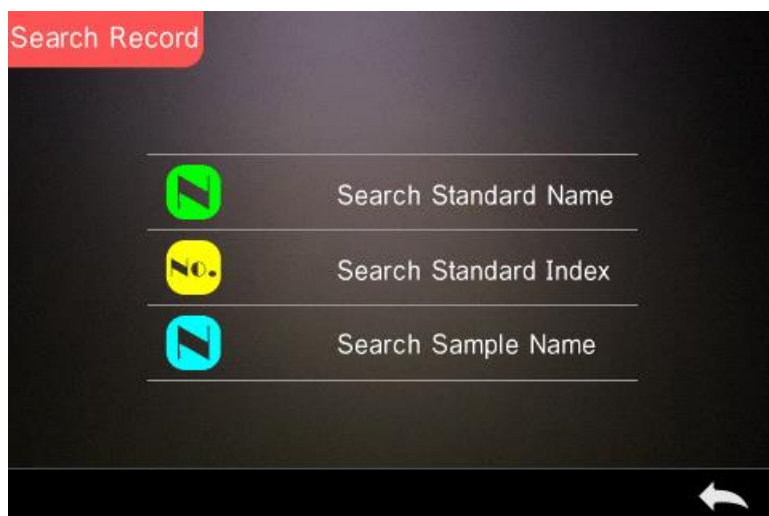 Search Record
N
Search Standard Name
No.
Search Standard Index
N
Search Sample Name